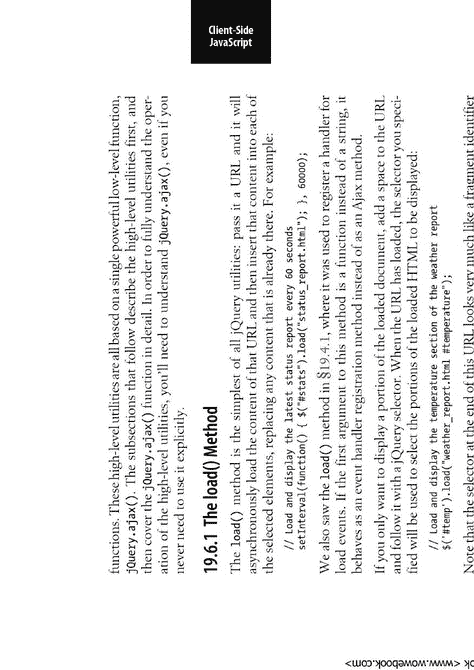 Client-Side
JavaScript
functions. These high-level utilities are all based on a single powerful low-level function,
jQuery.ajax(). The subsections that follow describe the high-level utilities first, and
then cover the jQuery.ajax() function in detail. In order to fully understand the oper-
ation of the high-level utilities, you’ll need to understand jQuery.ajax(), even if you
never need to use it explicitly.
19.6.1 The load() Method
The load() method is the simplest of all jQuery utilities: pass it a URL and it will
asynchronously load the content of that URL and then insert that content into each of
the selected elements, replacing any content that is already there. For example:
// Load and display the latest status report every 60 seconds
setInterval(function() { $("#stats").load("status_report.html"); }, 60000);
We also saw the load() method in §19.4.1, where it was used to register a handler for
load events. If the first argument to this method is a function instead of a string, it
behaves as an event handler registration method instead of as an Ajax method.
If you only want to display a portion of the loaded document, add a space to the URL
and follow it with a jQuery selector. When the URL has loaded, the selector you speci-
fied will be used to select the portions of the loaded HTML to be displayed:
// Load and display the temperature section of the weather report
$('#temp').load("weather_report.html #temperature");
Note that the selector at the end of this URL looks very much like a fragment identifier
ok <www.wowebook.com>